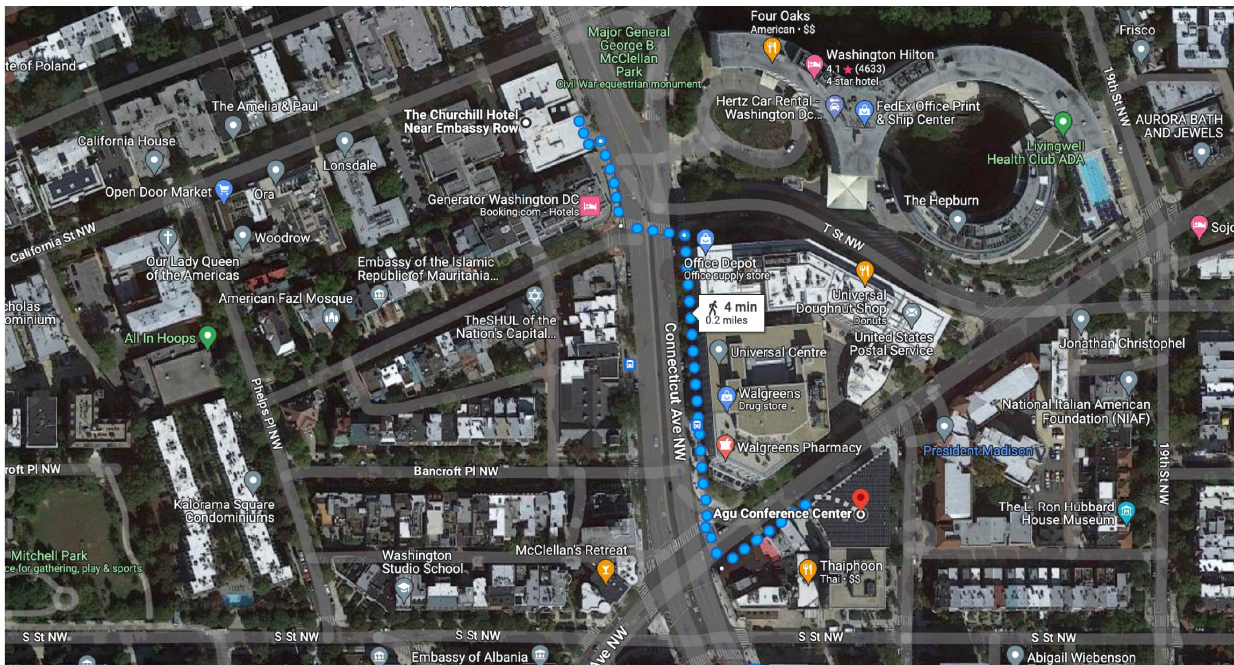 Four Oaks
American • $$
Major General
George B.
McClellan
Park
Civil War equestrian monument
Washington Hilton
4.1 ★ (4633)
4-star hotel
Frisco
te of Poland
19th St NW
The Amelia & Paul
The Churchill Hotel
Near Embassy Row
Hertz Car Rental -
Washington Dc...
FedEx Office Print
& Ship Center
AURORA BATH
AND JEWELS
California House
Lonsdale
Livingwell
Health Club ADA
Open Door Market
Ora
Generator Washington DC
Booking.com - Hotels
The Hepburn
California St NW
Woodrow
T St NW
Sojo
Our Lady Queen
of the Americas
Embassy of the Islamic
Republic of Mauritania...
Office Depot
Office supply store
American Fazl Mosque
Universal
Doughnut Shop
Donuts
cholas
ominium
TheSHUL of the
Nation's Capital...
4 min
0.2 miles
United States
Postal Service
All In Hoops
Connecticut Ave NW
Universal Centre
Jonathan Christophel
Phelps Pl NW
Walgreens
Drug store
National Italian American
Foundation (NIAF)
Walgreens Pharmacy
President Madison
19th St NW
roft Pl NW
Bancroft Pl NW
Kalorama Square
Condominiums
Agu Conference Center
The L. Ron Hubbard
House Museum
Mitchell Park
ce for gathering, play & sports
Washington
Studio School
McClellan's Retreat
Thaiphoon
Thai • $$
S St NW
S St NW
S St NW
S St NW
S St NW
Ave NW
Embassy of Albania
Abigail Wiebenson